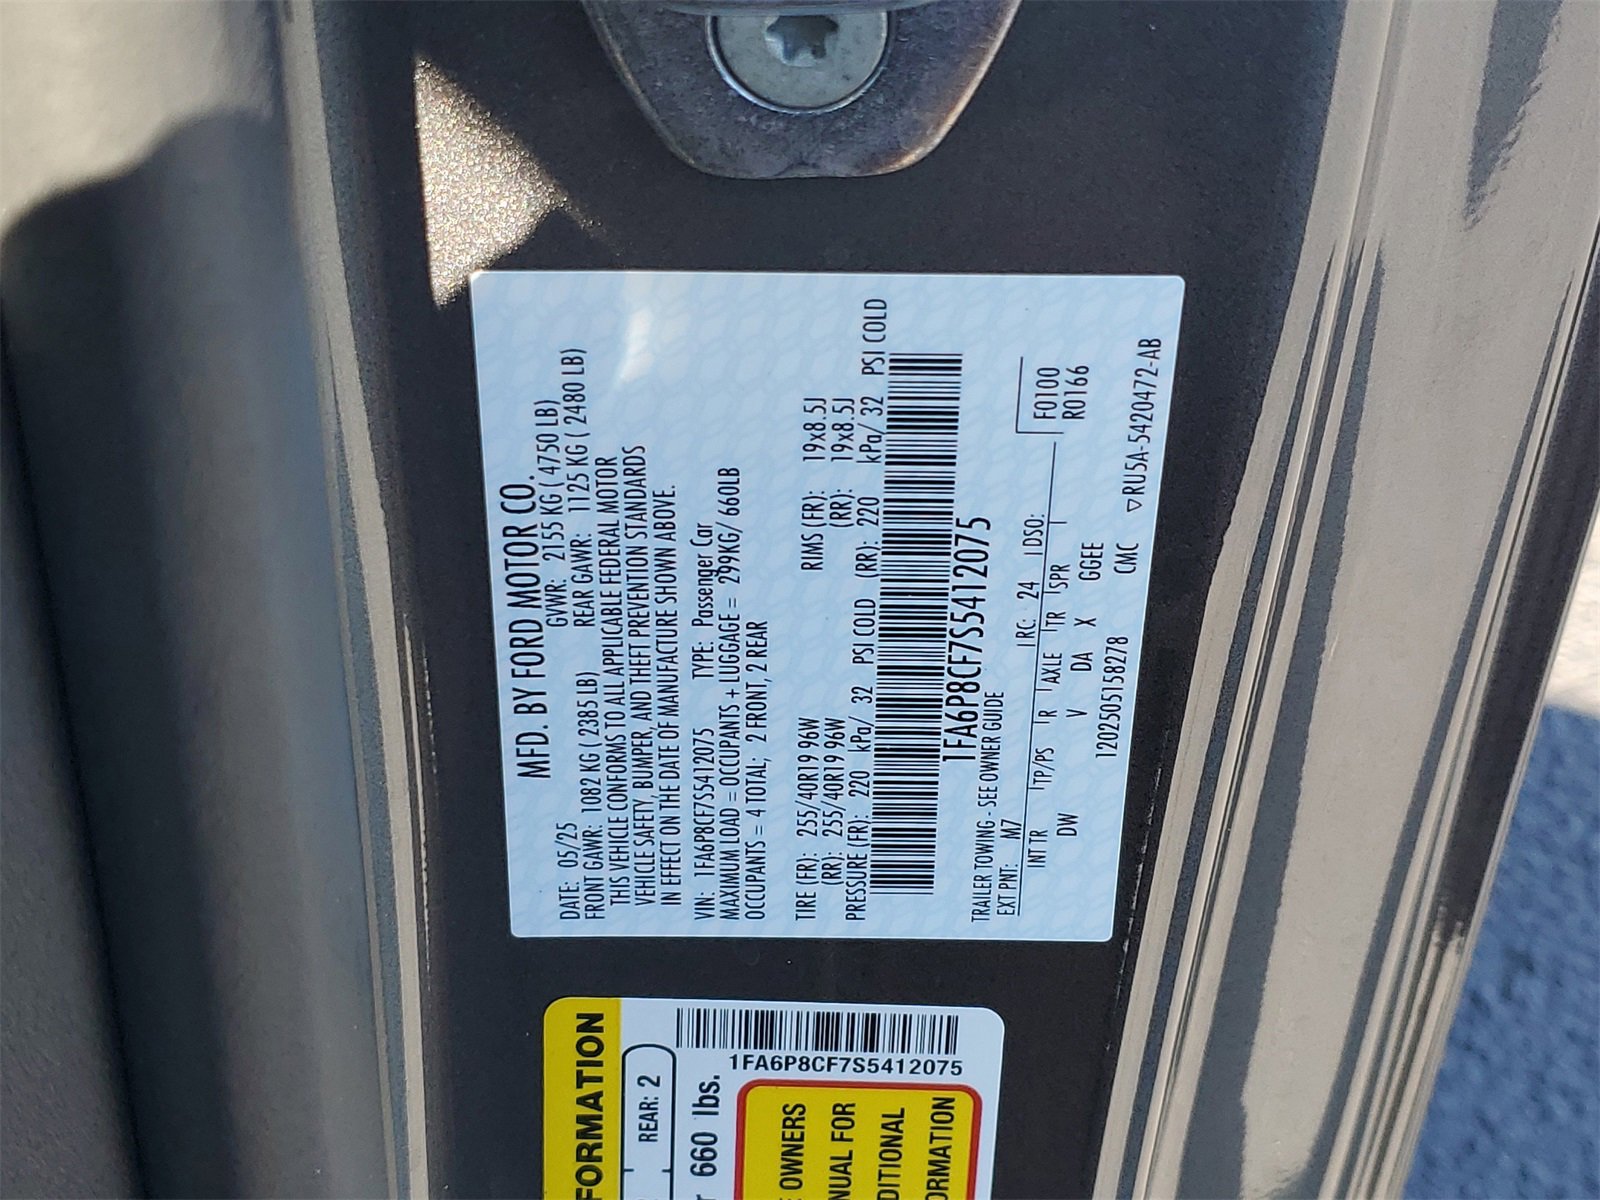 MFD. BY FORD MOTOR CO.
DATE: 05/25 GVWR: 2155 KG ( 4750 LB)
FRONT GAWR: 1082 KG ( 2385 LB) REAR GAWR: 1125 KG ( 2480 LB)
THIS VEHICLE CONFORMS TO ALL APPLICABLE FEDERAL MOTOR
VEHICLE SAFETY, BUMPER, AND THEFT PREVENTION STANDARDS
IN EFFECT ON THE DATE OF MANUFACTURE SHOWN ABOVE.
VIN: 1FA6P8CF7S5412075 TYPE: Passenger Car
MAXIMUM LOAD = OCCUPANTS + LUGGAGE = 299KG/ 660LB
OCCUPANTS = 4 TOTAL; 2 FRONT, 2 REAR
TIRE (FR): 255/40R19 96W RIMS (FR): 19x8.5J
(RR): 255/40R19 96W (RR): 19x8.5J
PRESSURE (FR): 220 kPa/ 32 PSI COLD (RR): 220 kPa/ 32 PSI COLD
1FA6P8CF7S5412075
TRAILER TOWING - SEE OWNER GUIDE
EXT PNT: M7 RC: 24 DSO: F0100
INT TR TP/PS R AXLE TR SPR R0166
DW V DA X GGEE
1202505158278 CMC ▽RU5A-5420472-AB
FORMATION
REAR: 2
660 lbs.
1FA6P8CF7S5412075
OWNERS
NUAL FOR
DITIONAL
ORMATION